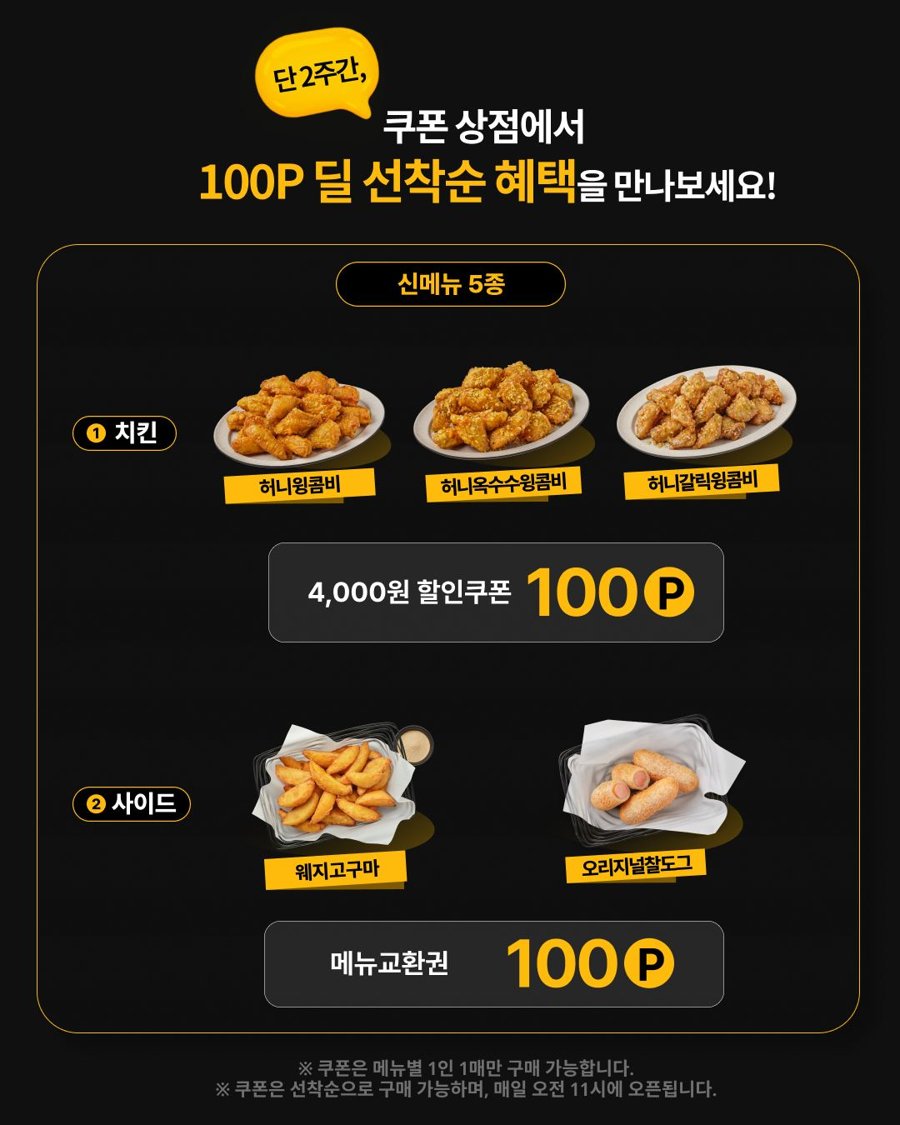 단 2주간,
쿠폰 상점에서
100P 딜 선착순 혜택을 만나보세요!
신메뉴 5종
1 치킨
허니윙콤비
허니옥수수윙콤비
허니갈릭윙콤비
4,000원 할인쿠폰 100 P
2 사이드
웨지고구마
오리지널찰도그
메뉴교환권 100 P
※ 쿠폰은 메뉴별 1인 1매만 구매 가능합니다.
※ 쿠폰은 선착순으로 구매 가능하며, 매일 오전 11시에 오픈됩니다.